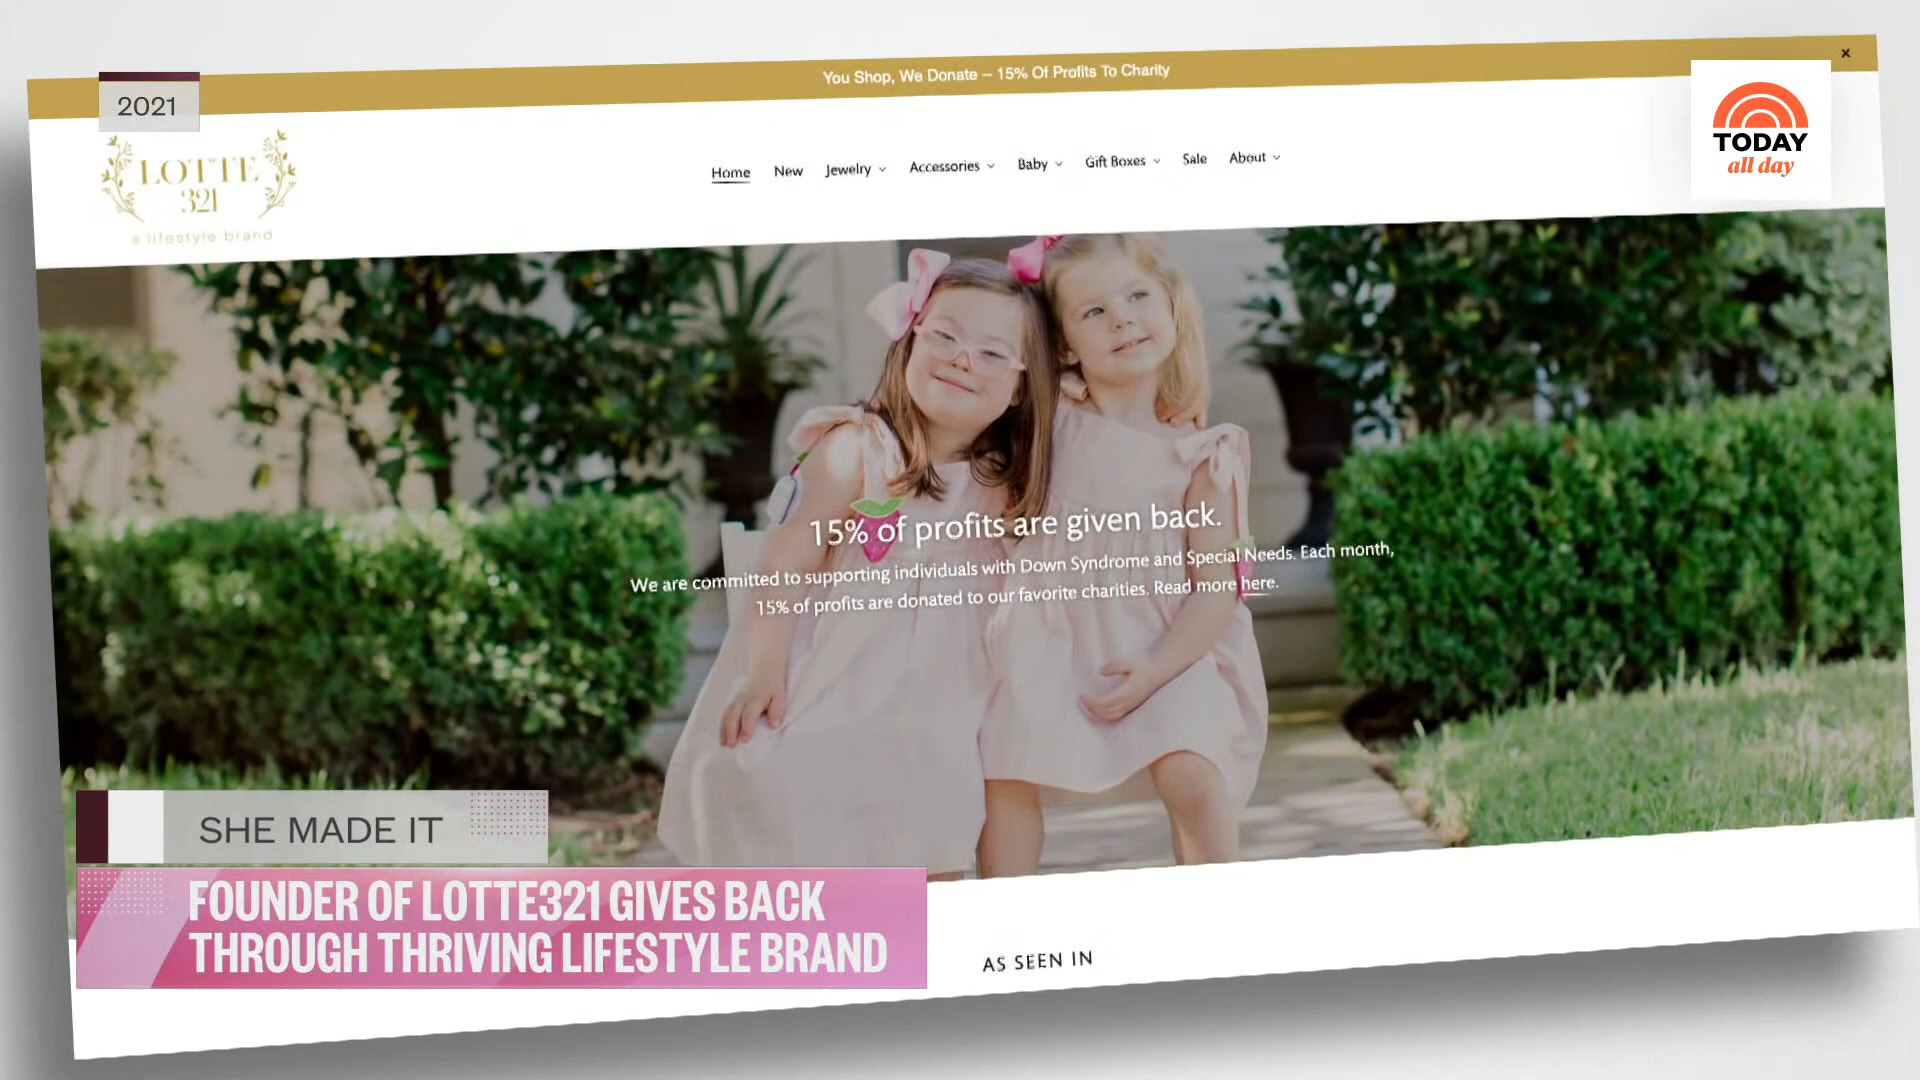 You Shop, We Donate – 15% Of Profits To Charity
×
2021
TODAY
all day
LOTTE
321
a lifestyle brand
Home New Jewelry Accessories Baby Gift Boxes Sale About
15% of profits are given back.
We are committed to supporting individuals with Down Syndrome and Special Needs. Each month,
15% of profits are donated to our favorite charities. Read more here.
SHE MADE IT
FOUNDER OF LOTTE321 GIVES BACK
THROUGH THRIVING LIFESTYLE BRAND
AS SEEN IN